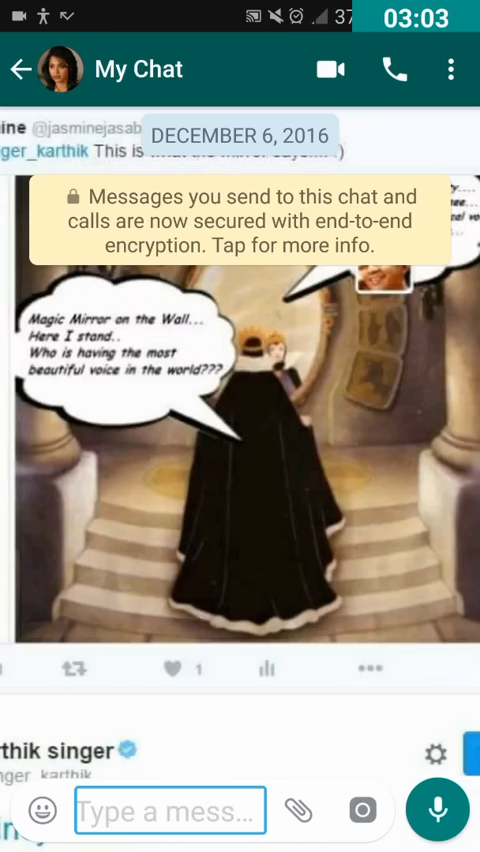 37
03:03
My Chat
ine @jasminejasab
DECEMBER 6, 2016
ger_karthik This is
Messages you send to this chat and
calls are now secured with end-to-end
encryption. Tap for more info.
Magic Mirror on the Wall...
Here I stand..
Who is having the most
beautiful voice in the world???
1
rthik singer
nger_karthik
Type a mess...